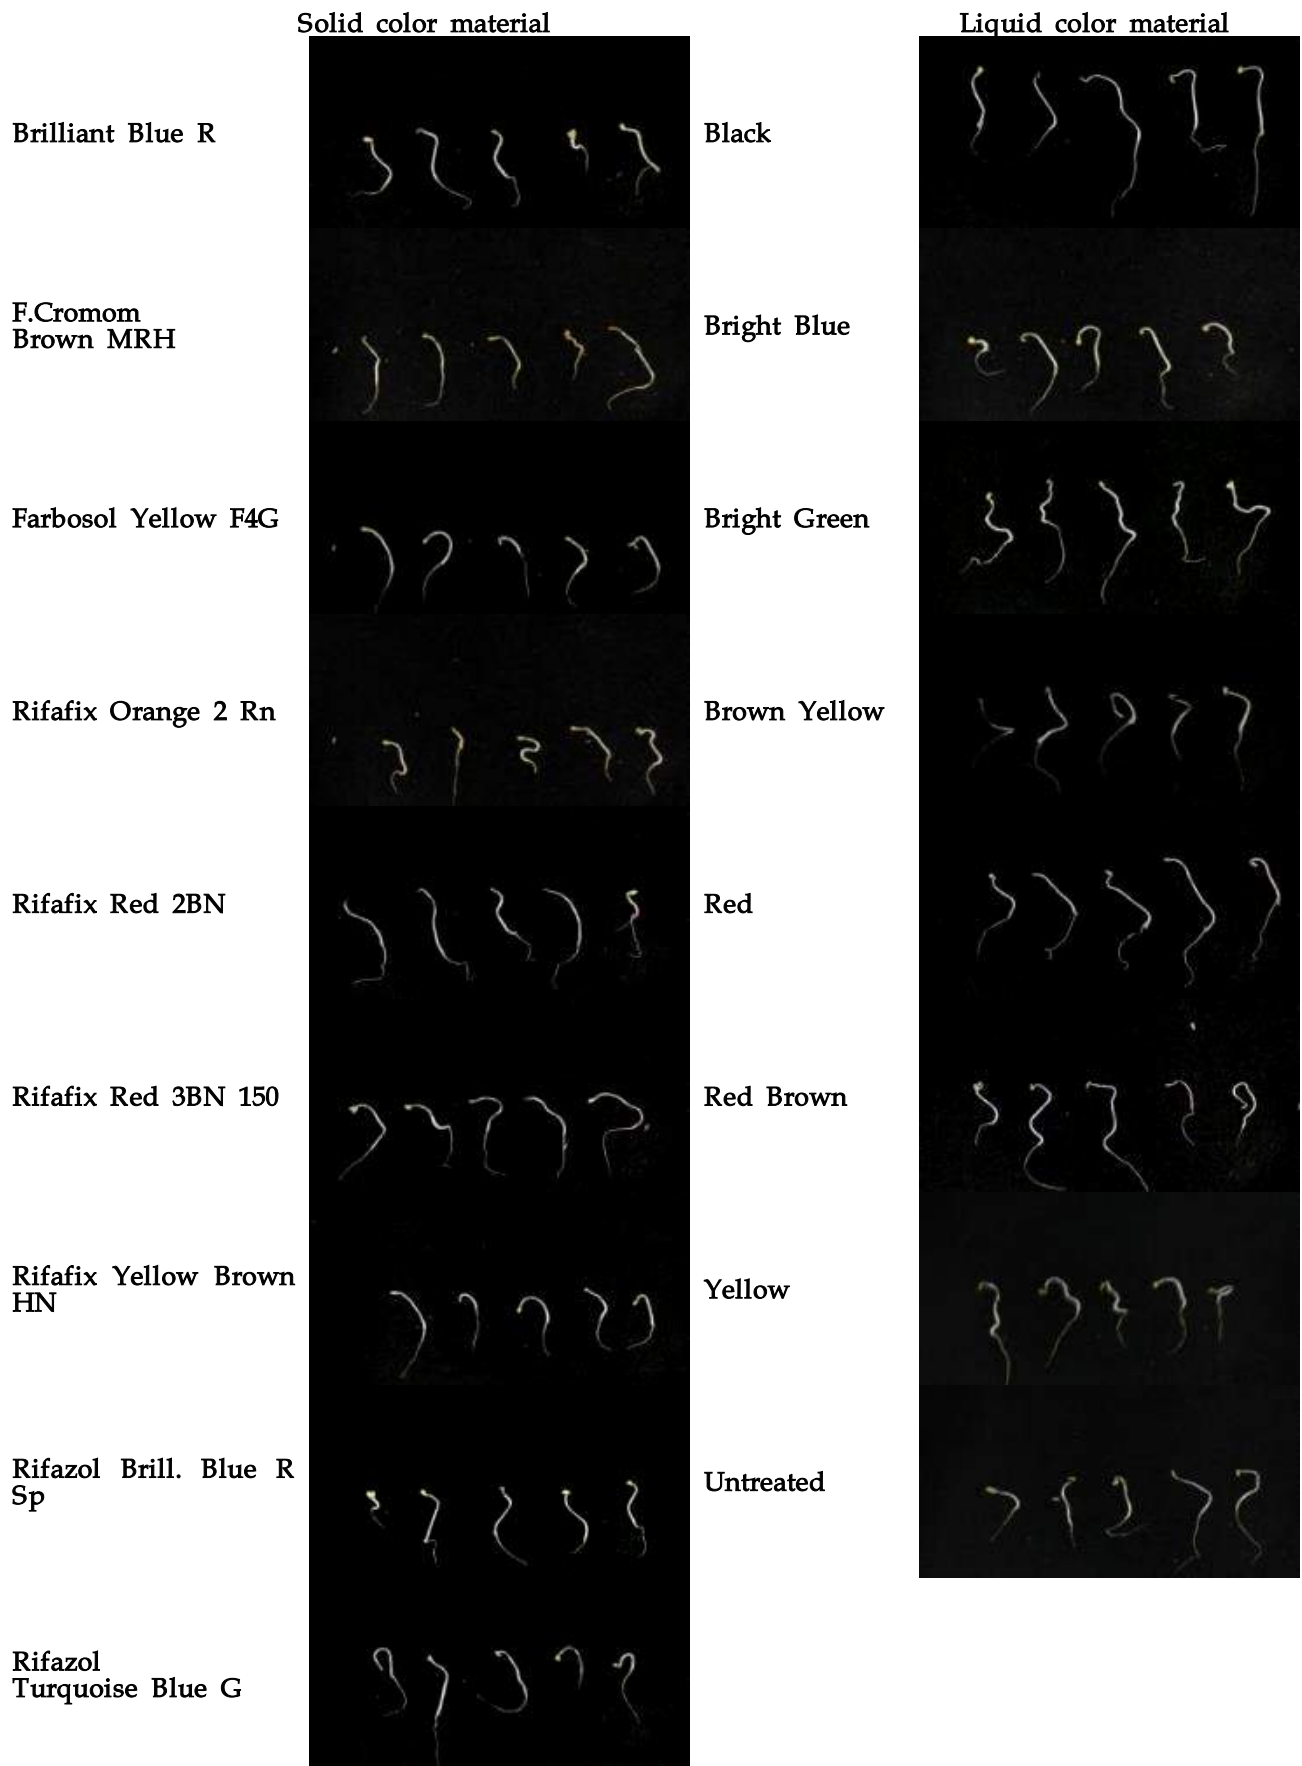 Solid color material
Liquid color material
Brilliant Blue R
Black
F.Cromom
Brown MRH
Bright Blue
Farbosol Yellow F4G
Bright Green
Rifafix Orange 2 Rn
Brown Yellow
Rifafix Red 2BN
Red
Rifafix Red 3BN 150
Red Brown
Rifafix Yellow Brown
HN
Yellow
Rifazol Brill. Blue R
Sp
Untreated
Rifazol
Turquoise Blue G